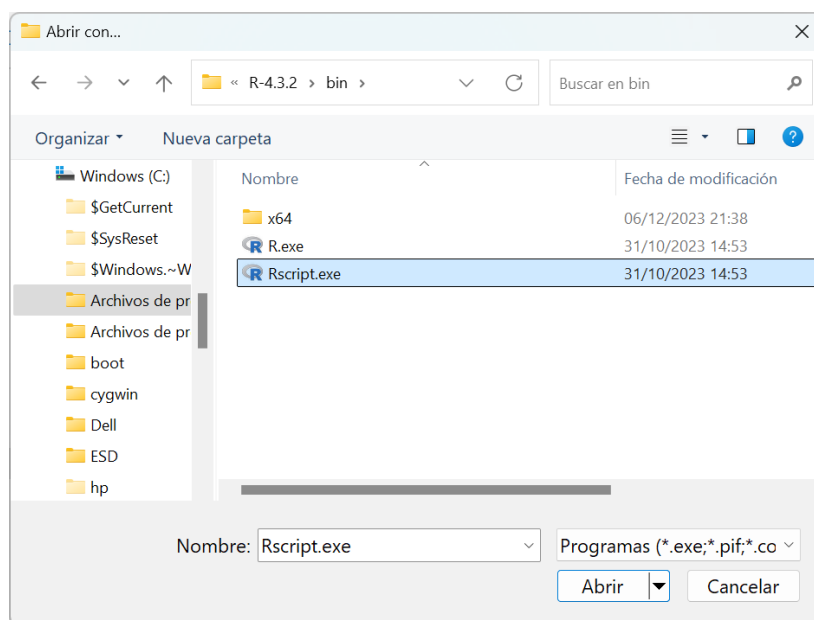 Abrir con...
« R-4.3.2 > bin >
Buscar en bin
Organizar
Nueva carpeta
?
Windows (C:)
$GetCurrent
$SysReset
$Windows.~W
Archivos de pr
Archivos de pr
boot
cygwin
Dell
ESD
hp
Nombre
Fecha de modificación
x64
06/12/2023 21:38
R.exe
31/10/2023 14:53
Rscript.exe
31/10/2023 14:53
Nombre:
Rscript.exe
Programas (*.exe;*.pif;*.co
Abrir
Cancelar